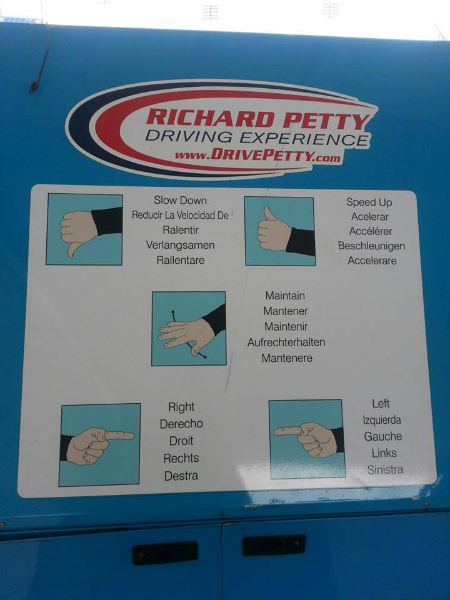 RICHARD PETTY
DRIVING EXPERIENCE
www.DRIVEPETTY.com
Slow Down
Reducir La Velocidad De
Ralentir
Verlangsamen
Rallentare
Speed Up
Acelerar
Accélérer
Beschleunigen
Accelerare
Maintain
Mantener
Maintenir
Aufrechterhalten
Mantenere
Right
Derecho
Droit
Rechts
Destra
Left
Izquierda
Gauche
Links
Sinistra